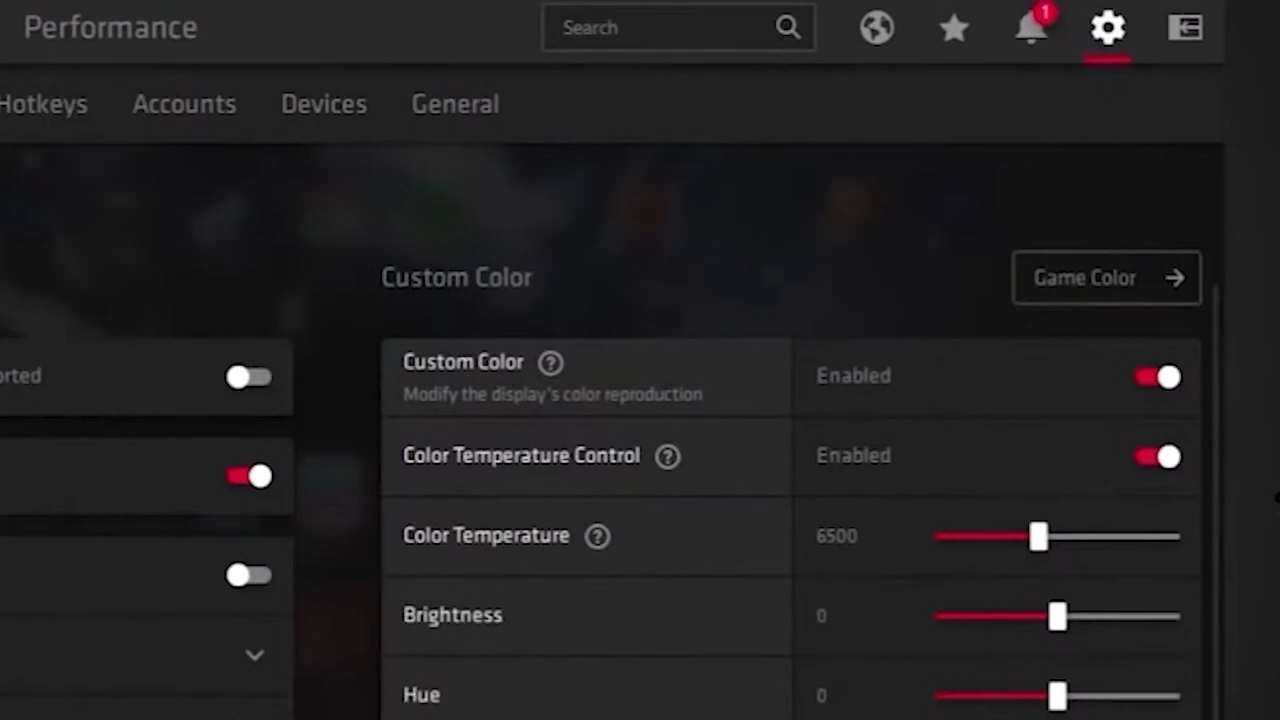 Performance
Search
1
Hotkeys Accounts Devices General
Custom Color
Game Color
orted
Custom Color ?
Modify the display's color reproduction
Enabled
Color Temperature Control ?
Enabled
Color Temperature ?
6500
Brightness
0
Hue
0